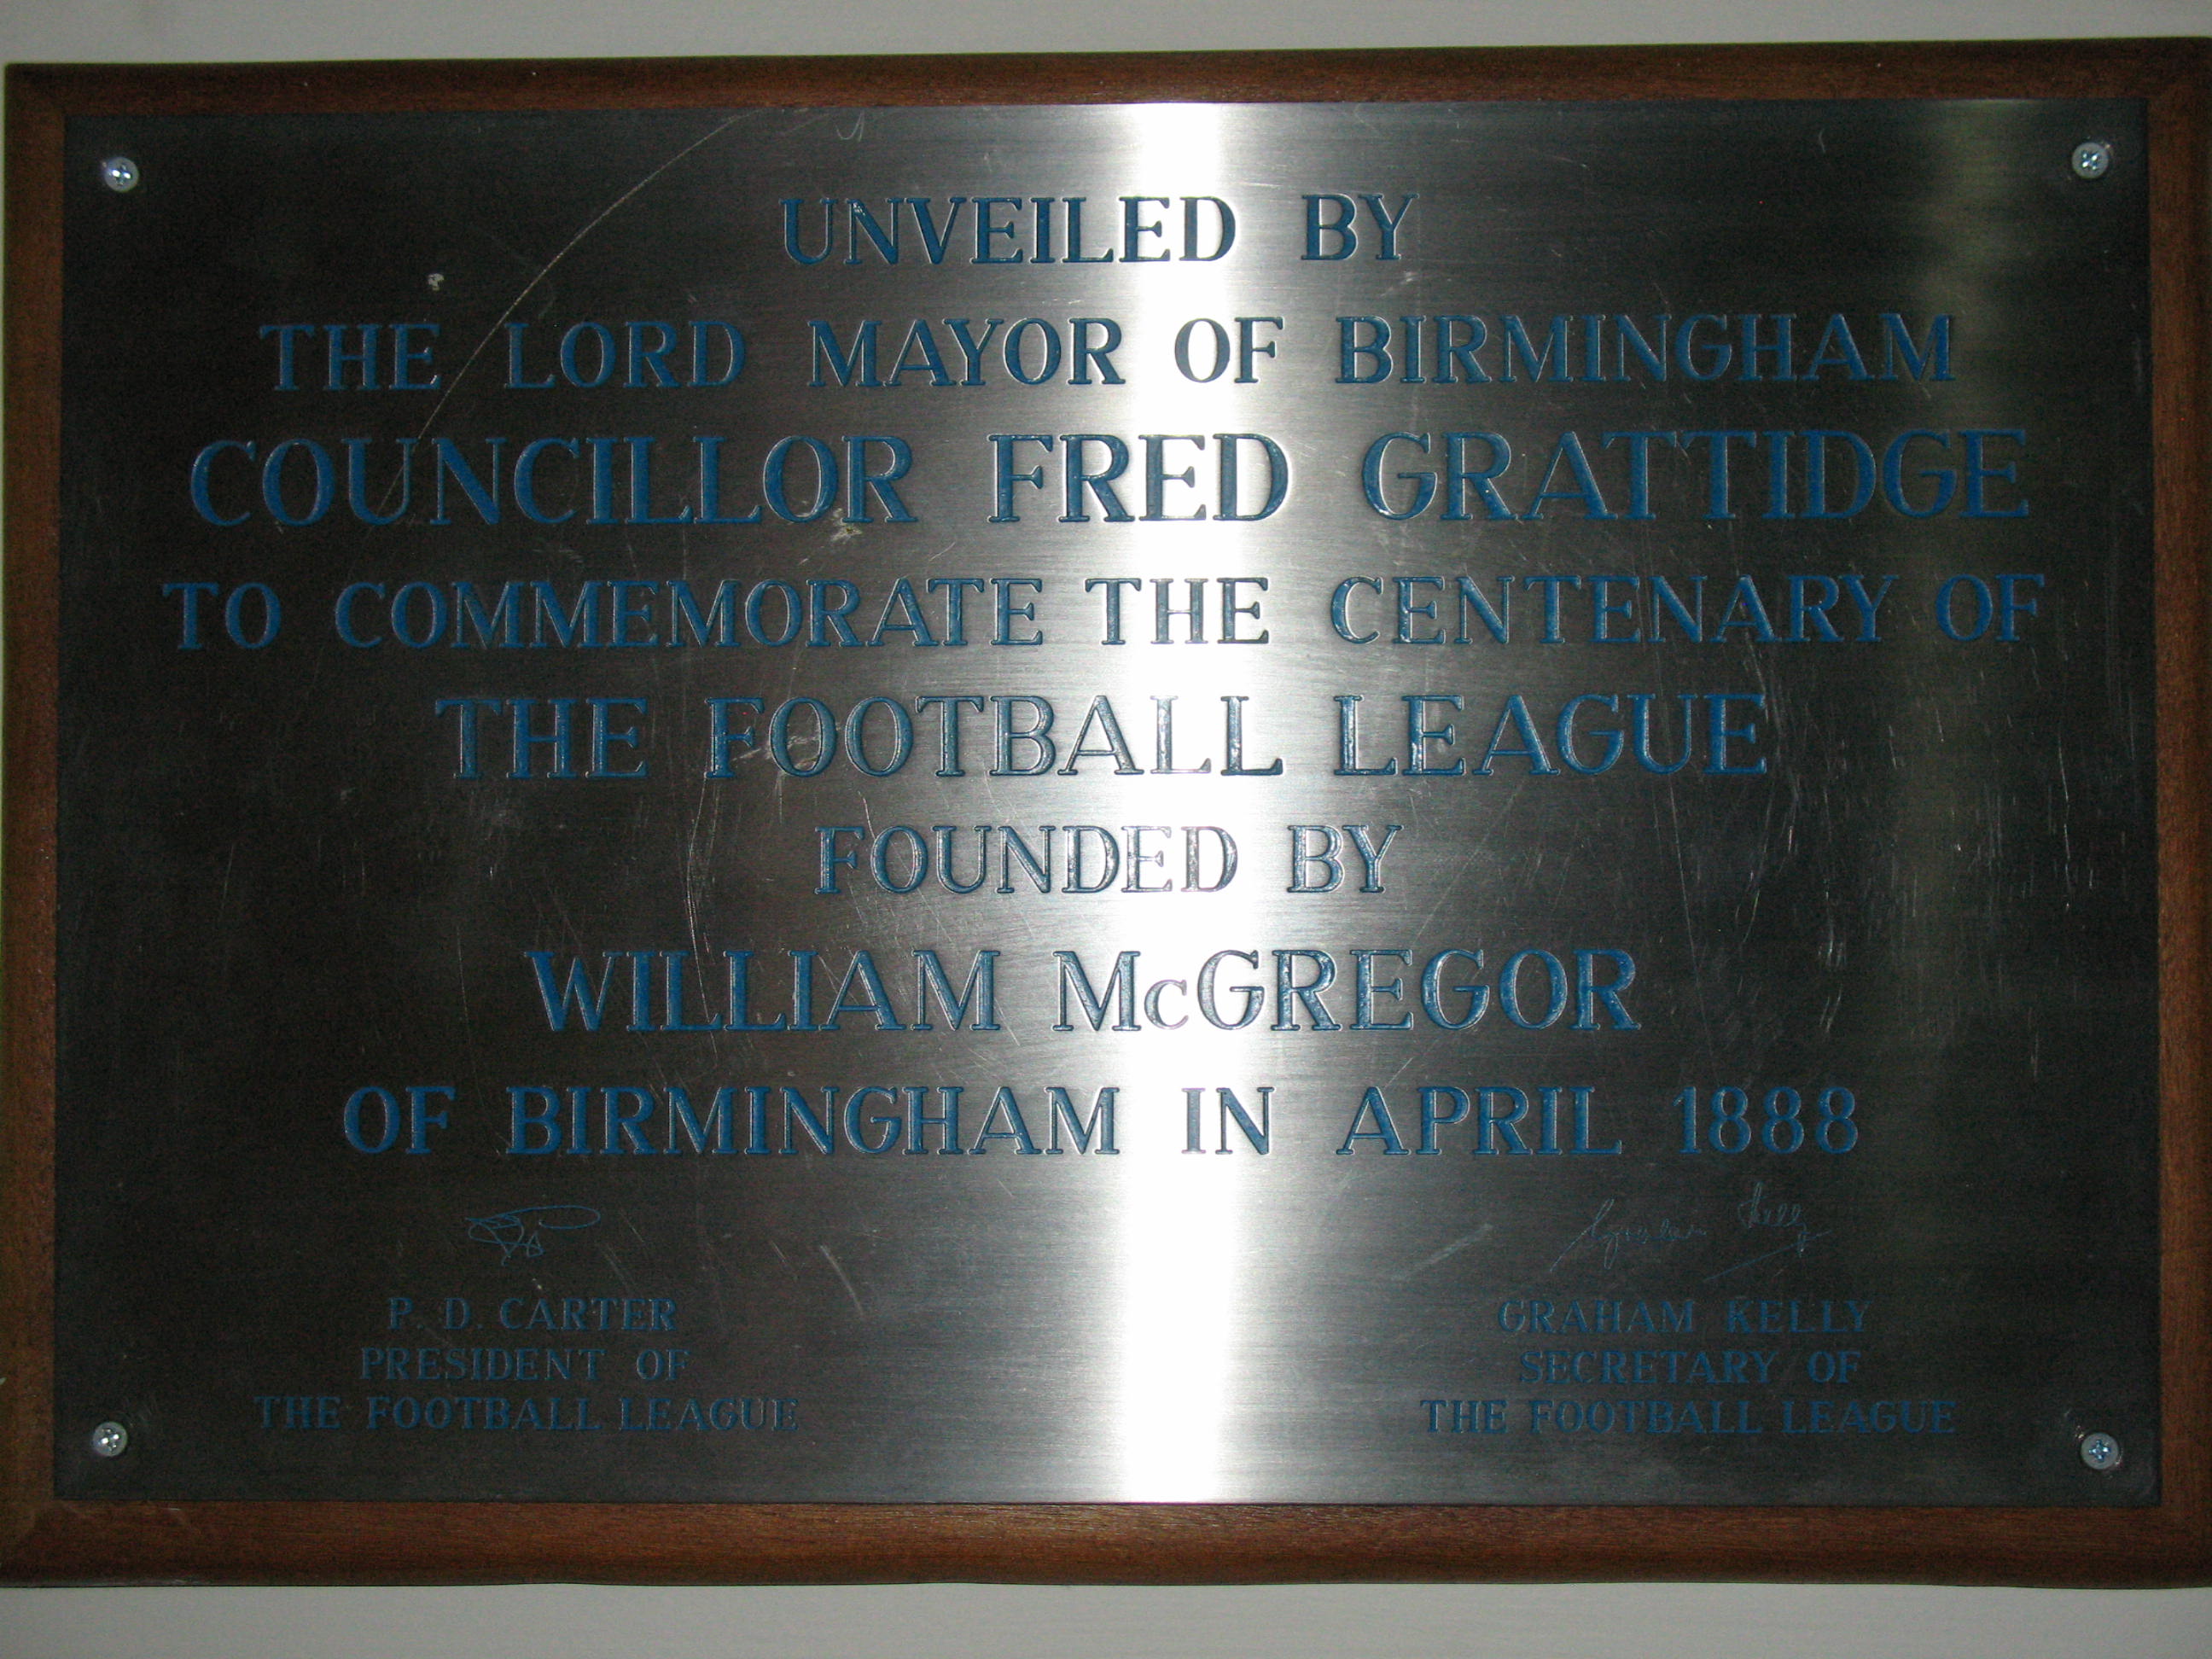 UNVEILED BY
THE LORD MAYOR OF BIRMINGHAM
COUNCILLOR FRED GRATTIDGE
TO COMMEMORATE THE CENTENARY OF
THE FOOTBALL LEAGUE
FOUNDED BY
WILLIAM McGREGOR
OF BIRMINGHAM IN APRIL 1888
Graham Kelly
P. D. CARTER
PRESIDENT OF
THE FOOTBALL LEAGUE
GRAHAM KELLY
SECRETARY OF
THE FOOTBALL LEAGUE